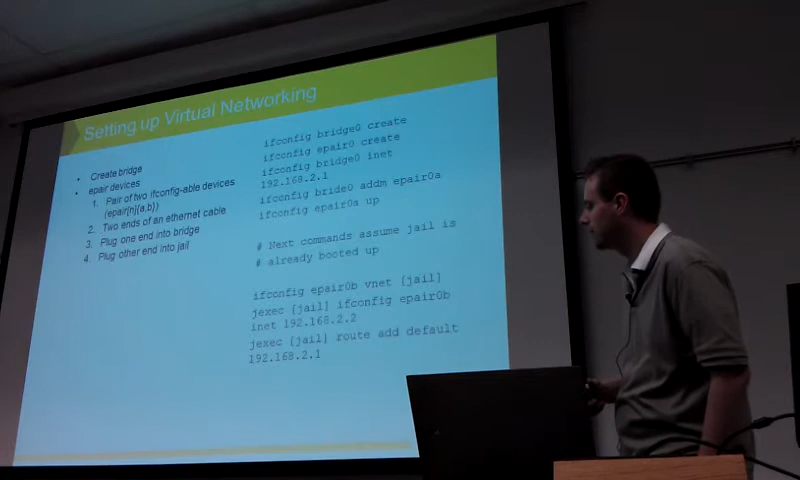 Setting up Virtual Networking
• Create bridge
• epair devices
1. Pair of two ifconfig-able devices
(epair[n]{a,b})
2. Two ends of an ethernet cable
3. Plug one end into bridge
4. Plug other end into jail
ifconfig bridge0 create
ifconfig epair0 create
ifconfig bridge0 inet
192.168.2.1
ifconfig bride0 addm epair0a
ifconfig epair0a up
# Next commands assume jail is
# already booted up
ifconfig epair0b vnet [jail]
jexec [jail] ifconfig epair0b
inet 192.168.2.2
jexec [jail] route add default
192.168.2.1